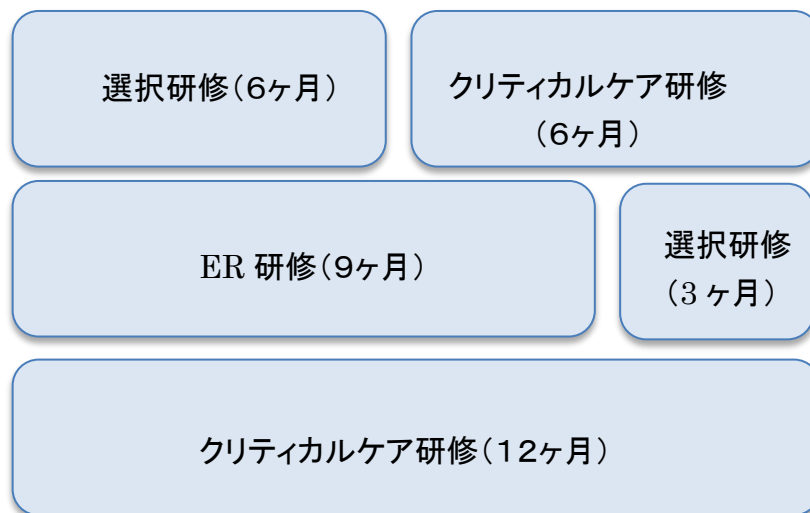 選択研修（６ヶ月）
クリティカルケア研修
（６ヶ月）
ER 研修（９ヶ月）
選択研修
（3 ヶ月）
クリティカルケア研修（１２ヶ月）